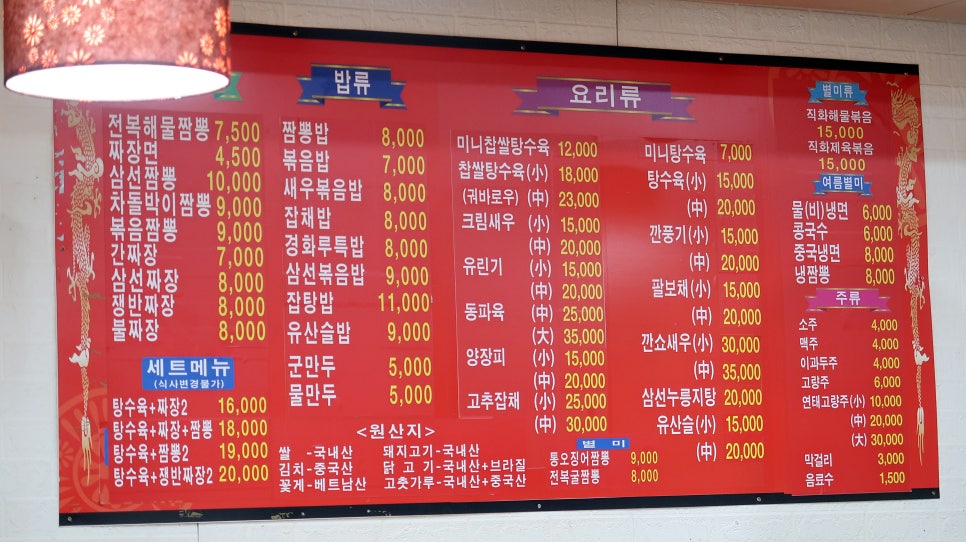 전복해물짬뽕 7,500
짜장면 4,500
삼선짬뽕 10,000
차돌박이짬뽕 9,000
볶음짬뽕 9,000
간짜장 7,000
삼선짜장 8,000
쟁반짜장 8,000
불짜장 8,000
세트메뉴
(식사변경불가)
탕수육+짜장2 16,000
탕수육+짜장+짬뽕 18,000
탕수육+짬뽕2 19,000
탕수육+쟁반짜장2 20,000
밥류
짬뽕밥 8,000
볶음밥 7,000
새우볶음밥 8,000
잡채밥 8,000
경화루특밥 8,000
삼선볶음밥 9,000
잡탕밥 11,000
유산슬밥 9,000
군만두 5,000
물만두 5,000
<원산지>
쌀 -국내산 돼지고기-국내산
김치-중국산 닭 고 기-국내산+브라질
꽃게-베트남산 고춧가루-국내산+중국산
요리류
미니찹쌀탕수육 12,000
찹쌀탕수육(小) 18,000
(궈바로우) (中) 23,000
크림새우 (小) 15,000
(中) 20,000
유린기 (小) 15,000
(中) 20,000
동파육 (中) 25,000
(大) 35,000
양장피 (小) 15,000
(中) 20,000
고추잡채 (小) 25,000
(中) 30,000
미니탕수육 7,000
탕수육(小) 15,000
(中) 20,000
깐풍기(小) 15,000
(中) 20,000
팔보채(小) 15,000
(中) 20,000
깐쇼새우(小) 30,000
(中) 35,000
삼선누룽지탕 20,000
유산슬(小) 15,000
(中) 20,000
별 미
통오징어짬뽕 9,000
전복굴짬뽕 8,000
별미류
직화해물볶음
15,000
직화제육볶음
15,000
여름별미
물(비)냉면 6,000
콩국수 6,000
중국냉면 8,000
냉짬뽕 8,000
주류
소주 4,000
맥주 4,000
이과두주 4,000
고량주 6,000
연태고량주(小) 10,000
(中) 20,000
(大) 30,000
막걸리 3,000
음료수 1,500